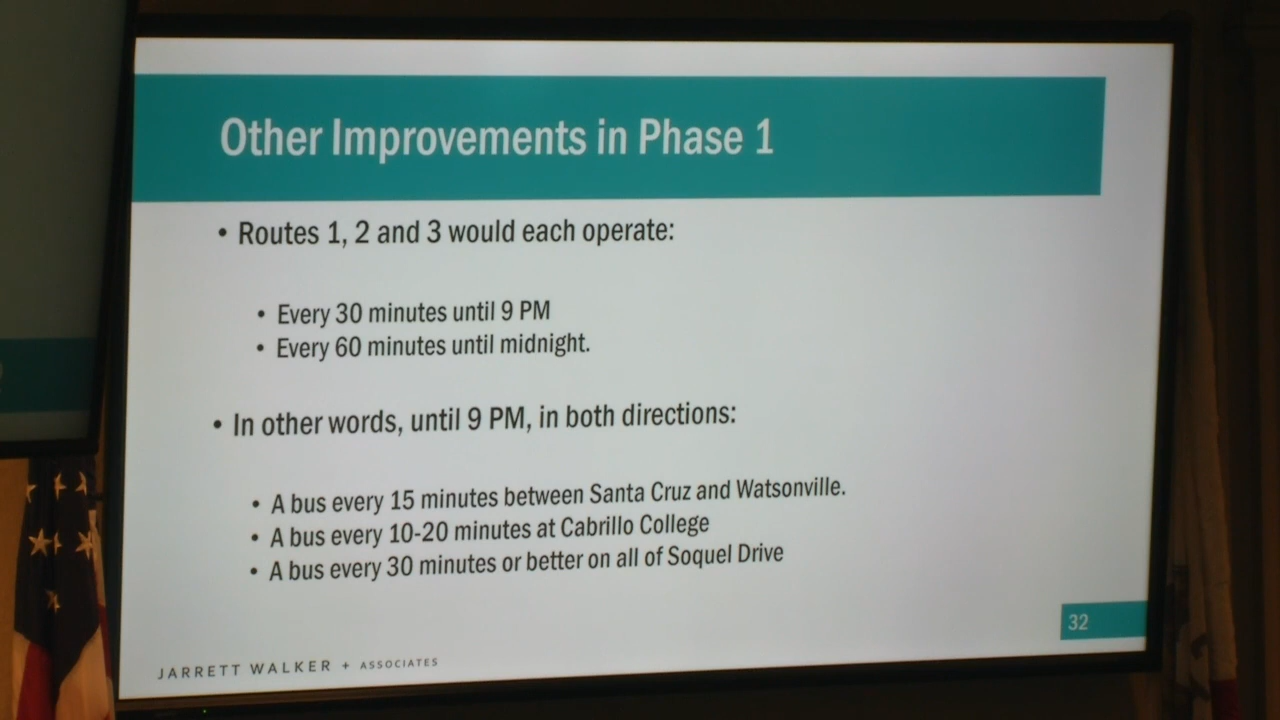 Other Improvements in Phase 1
• Routes 1, 2 and 3 would each operate:
• Every 30 minutes until 9 PM
• Every 60 minutes until midnight.
• In other words, until 9 PM, in both directions:
• A bus every 15 minutes between Santa Cruz and Watsonville.
• A bus every 10-20 minutes at Cabrillo College
• A bus every 30 minutes or better on all of Soquel Drive
32
JARRETT WALKER + ASSOCIATES